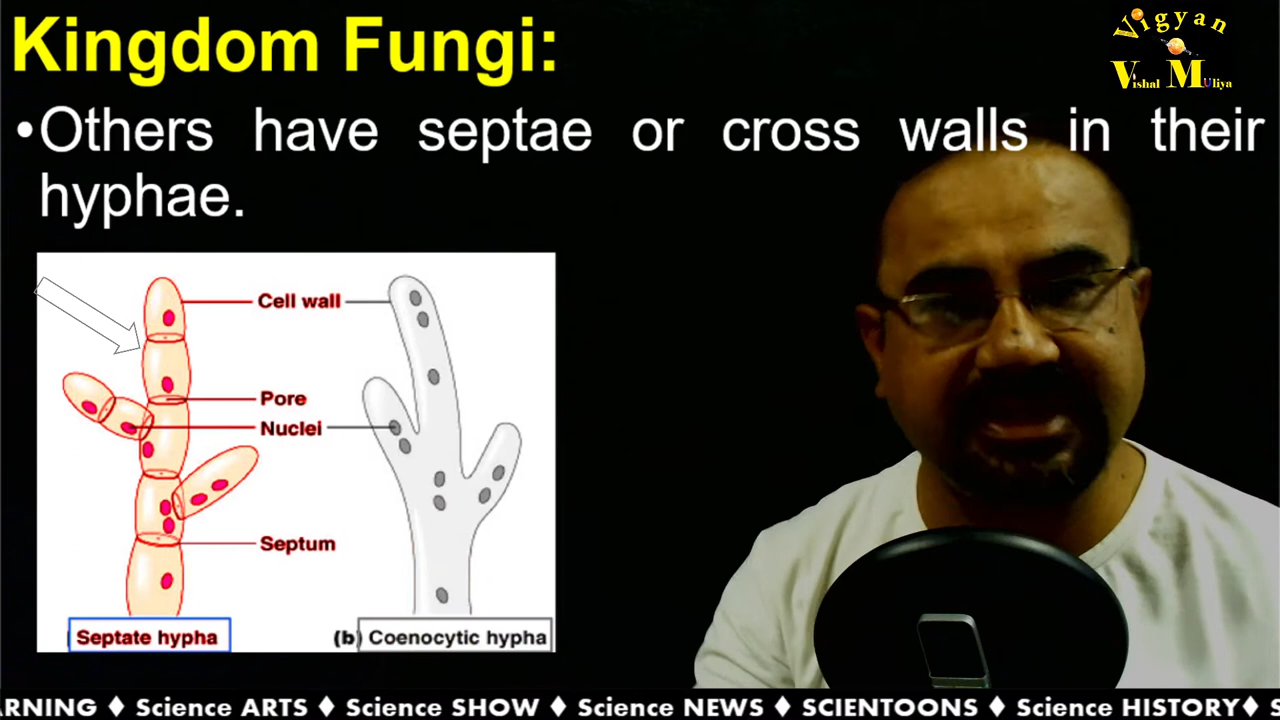 Kingdom Fungi:
Vigyan
Vishal Muliya
•Others have septae or cross walls in their
hyphae.
Cell wall
Pore
Nuclei
Septum
Septate hypha
(b) Coenocytic hypha
ARNING ♦ Science ARTS ♦ Science SHOW ♦ Science NEWS ♦ SCIENTOONS ♦ Science HISTORY♦ S